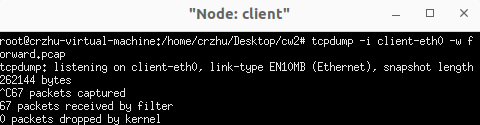 "Node: client"
root@crzhu-virtual-machine:/home/crzhu/Desktop/cw2# tcpdump -i client-eth0 -w f
orward.pcap
tcpdump: listening on client-eth0, link-type EN10MB (Ethernet), snapshot length
262144 bytes
^C67 packets captured
67 packets received by filter
0 packets dropped by kernel